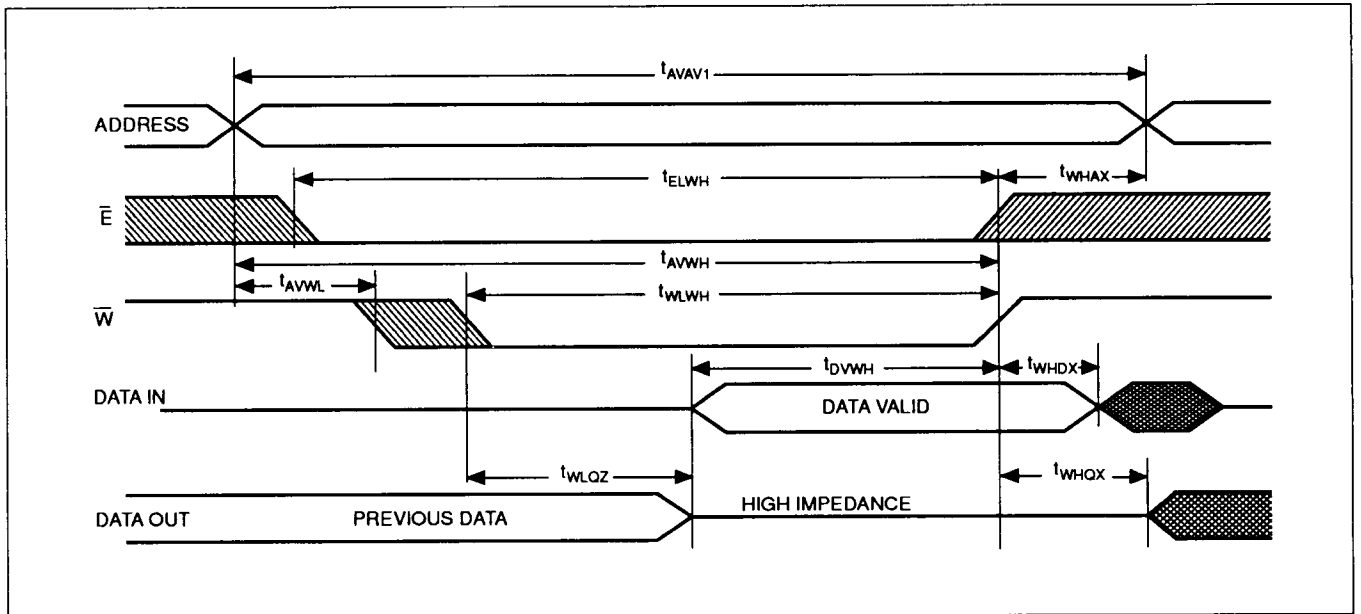 tAVAV1
ADDRESS
tELWH
tWHAX
E̅
tAVWH
tAVWL
tWLWH
W̅
tDVWH
tWHDX
DATA IN
DATA VALID
tWLQZ
tWHQX
DATA OUT
PREVIOUS DATA
HIGH IMPEDANCE